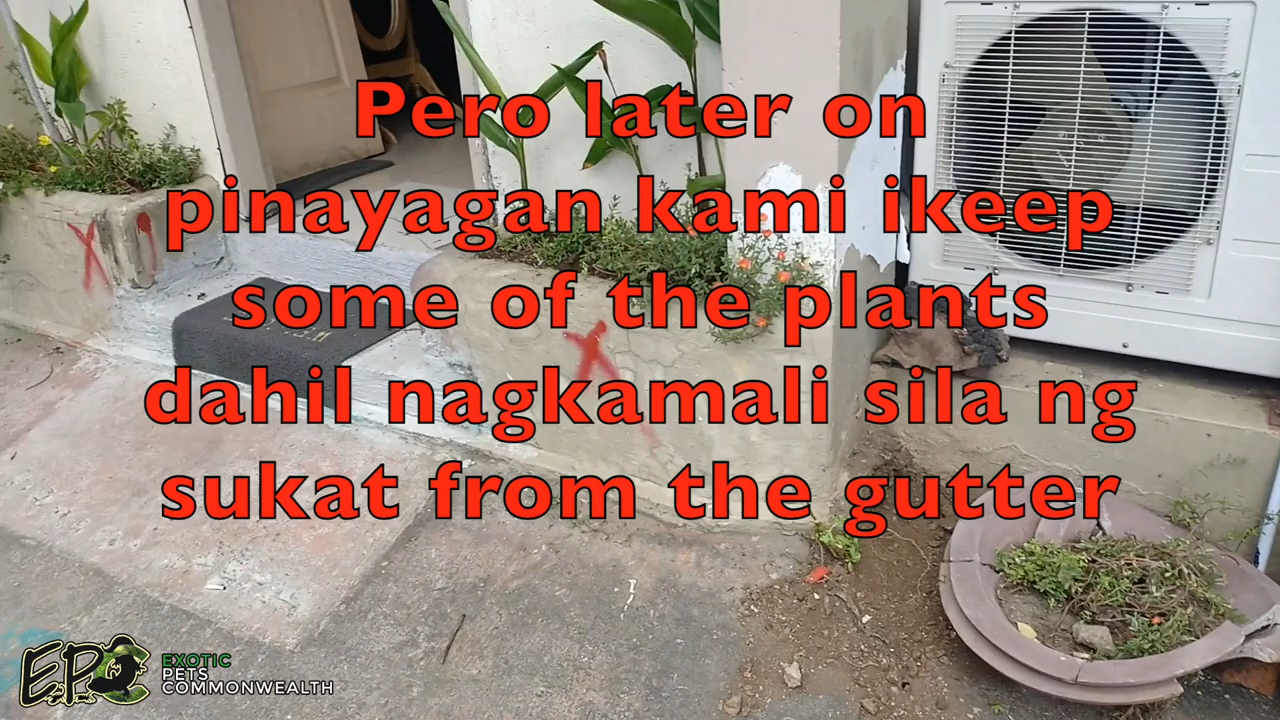 Pero later on
pinayagan kami ikeep
some of the plants
dahil nagkamali sila ng
sukat from the gutter
X
X
EPC
EXOTIC
PETS
COMMONWEALTH